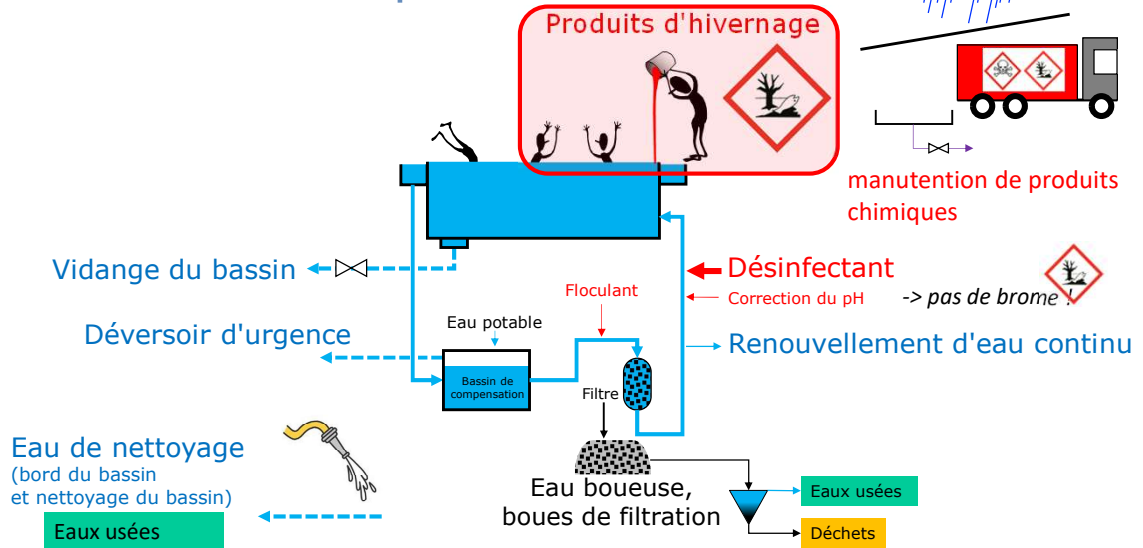 Produits d'hivernage
manutention de produits
chimiques
Vidange du bassin
Désinfectant
Correction du pH
-> pas de brome !
Floculant
Eau potable
Déversoir d'urgence
Renouvellement d'eau continu
Bassin de
compensation
Filtre
Eau de nettoyage
(bord du bassin
et nettoyage du bassin)
Eaux usées
Eau boueuse,
boues de filtration
Eaux usées
Déchets